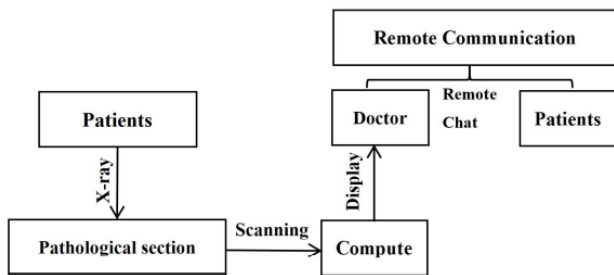 Remote Communication
Patients
Doctor
Remote
Chat
Patients
X-ray
Display
Pathological section
Scanning
Compute